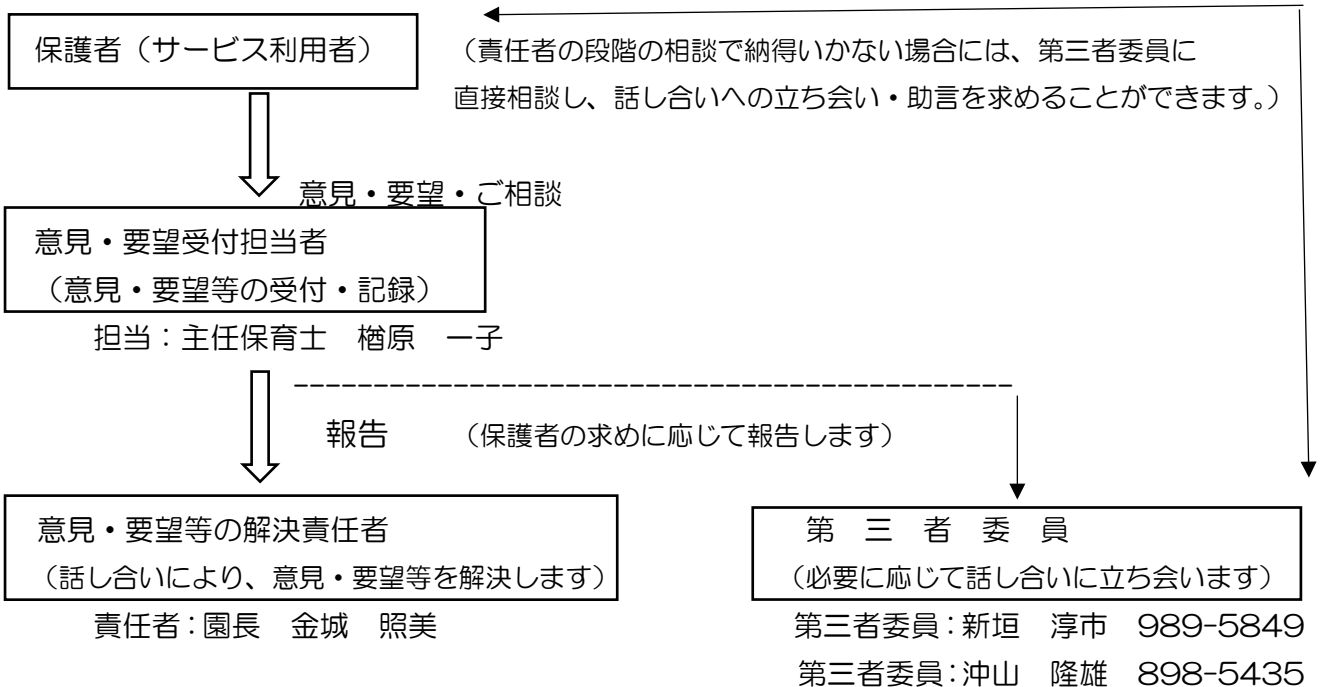 保護者（サービス利用者）
（責任者の段階の相談で納得いかない場合には、第三者委員に
直接相談し、話し合いへの立ち会い・助言を求めることができます。）
意見・要望・ご相談
意見・要望受付担当者
（意見・要望等の受付・記録）
担当：主任保育士　楢原　一子
報告　　（保護者の求めに応じて報告します）
意見・要望等の解決責任者
（話し合いにより、意見・要望等を解決します）
責任者：園長　金城　照美
第　三　者　委　員
（必要に応じて話し合いに立ち会います）
第三者委員：新垣　淳市　989-5849
第三者委員：沖山　隆雄　898-5435